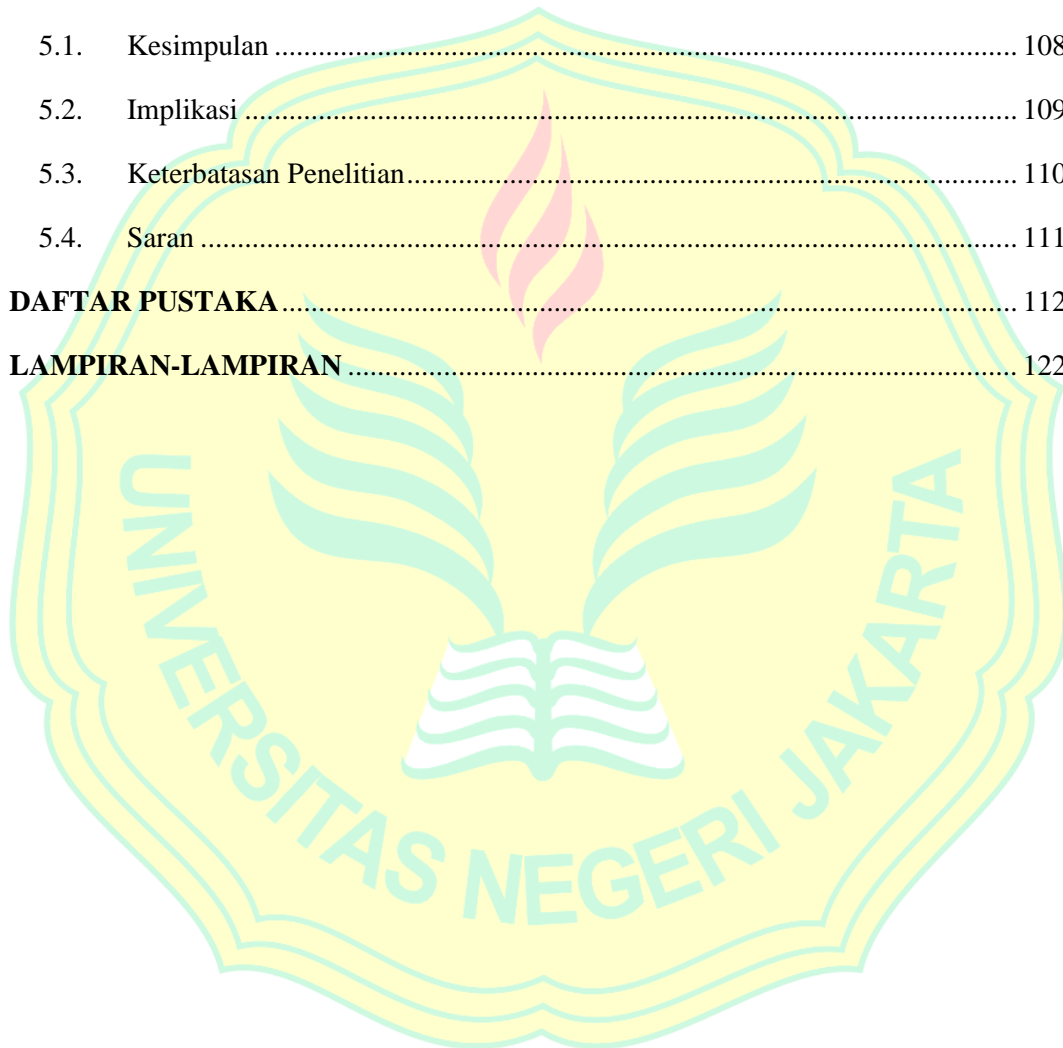 5.1. Kesimpulan ........................................................................................................ 108
5.2. Implikasi ............................................................................................................ 109
5.3. Keterbatasan Penelitian ..................................................................................... 110
5.4. Saran .................................................................................................................. 111
DAFTAR PUSTAKA .................................................................................................. 112
LAMPIRAN-LAMPIRAN ......................................................................................... 122
UNIVERSITAS NEGERI JAKARTA